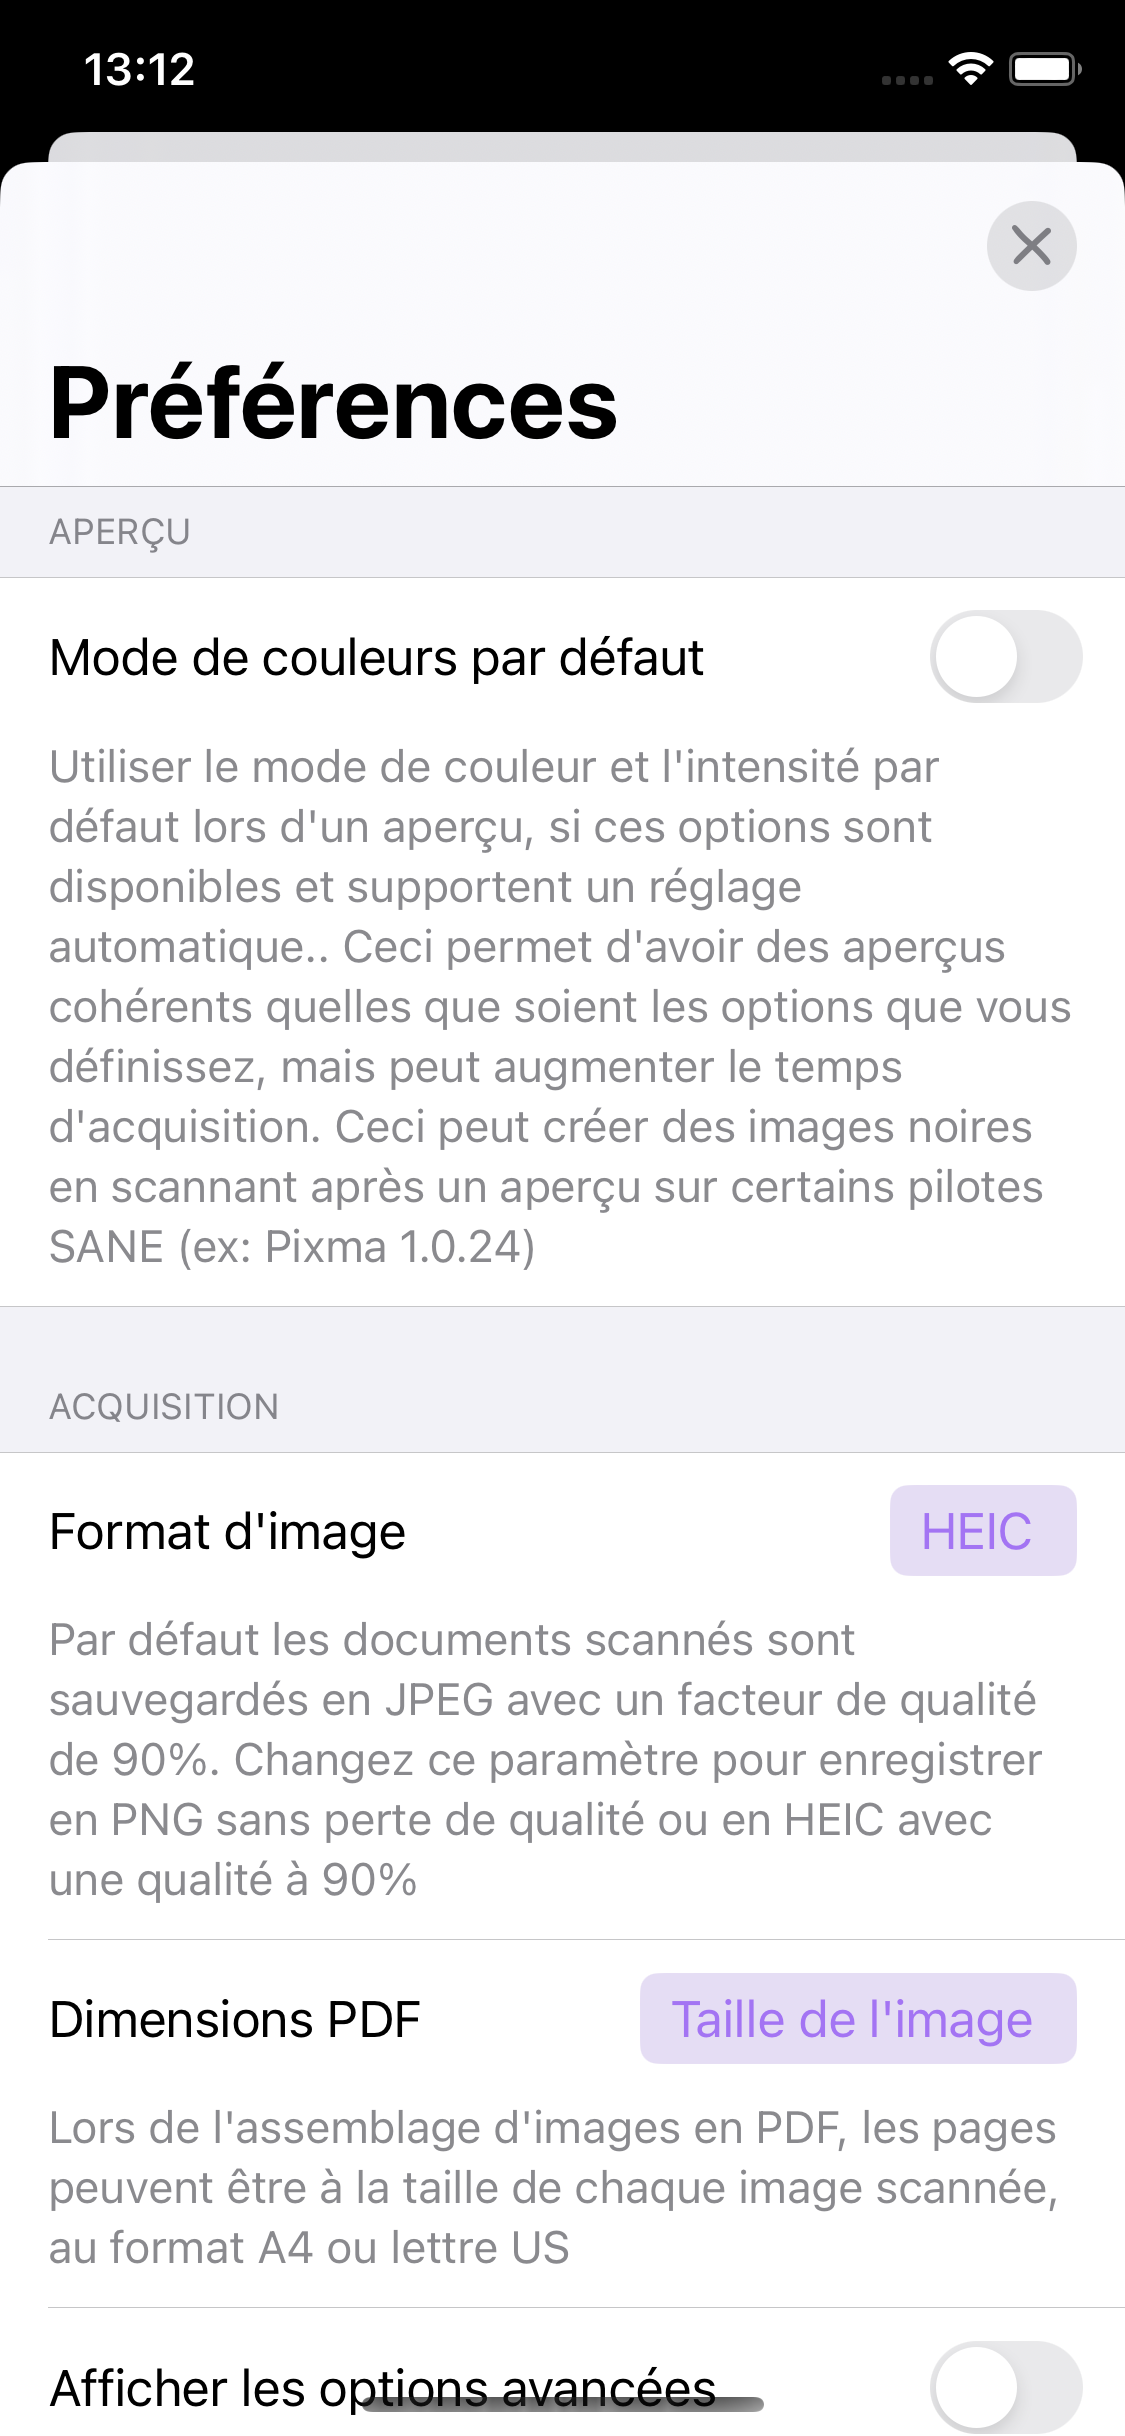 13:12
Préférences
APERÇU
Mode de couleurs par défaut
Utiliser le mode de couleur et l'intensité par
défaut lors d'un aperçu, si ces options sont
disponibles et supportent un réglage
automatique.. Ceci permet d'avoir des aperçus
cohérents quelles que soient les options que vous
définissez, mais peut augmenter le temps
d'acquisition. Ceci peut créer des images noires
en scannant après un aperçu sur certains pilotes
SANE (ex: Pixma 1.0.24)
ACQUISITION
Format d'image HEIC
Par défaut les documents scannés sont
sauvegardés en JPEG avec un facteur de qualité
de 90%. Changez ce paramètre pour enregistrer
en PNG sans perte de qualité ou en HEIC avec
une qualité à 90%
Dimensions PDF Taille de l'image
Lors de l'assemblage d'images en PDF, les pages
peuvent être à la taille de chaque image scannée,
au format A4 ou lettre US
Afficher les options avancées